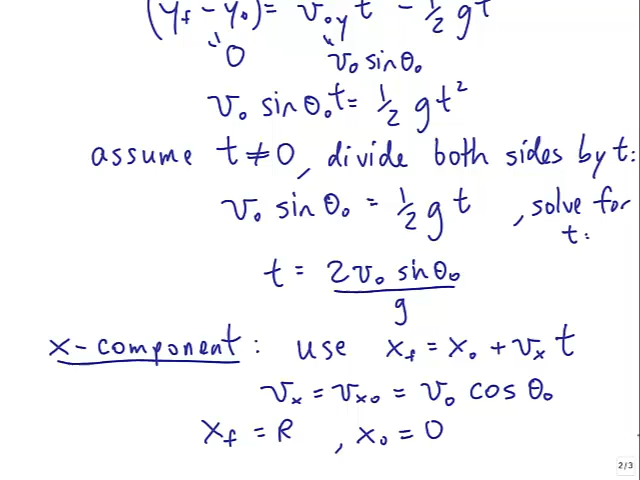 (y_f - y_0) = v_0y t - 1/2 g t
0 v_0 sin θ_0
v_0 sin θ_0 t = 1/2 g t²
assume t ≠ 0, divide both sides by t:
v_0 sin θ_0 = 1/2 g t , solve for
t:
t = 2v_0 sin θ_0
g
x-component: use x_f = x_0 + v_x t
v_x = v_x0 = v_0 cos θ_0
x_f = R , x_0 = 0
2/3